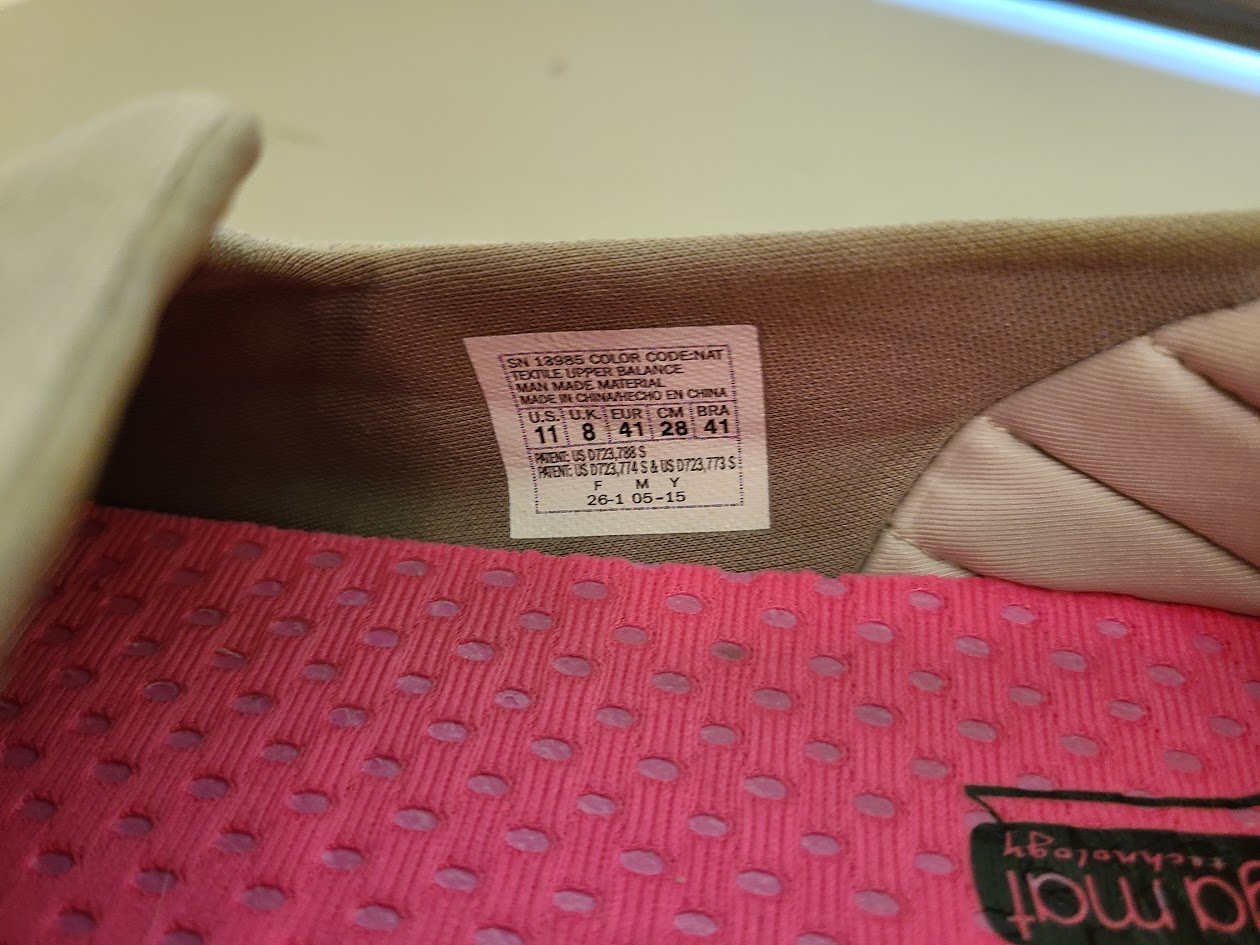 SN 13985 COLOR CODE:NAT
TEXTILE UPPER BALANCE
MAN MADE MATERIAL
MADE IN CHINA/HECHO EN CHINA
U.S. U.K. EUR CM BRA
11 8 41 28 41
PATENT: US D723,788 S
PATENT: US D723,774 S & US D723,773 S
F M Y
26-1 05-15
ga mat
technology